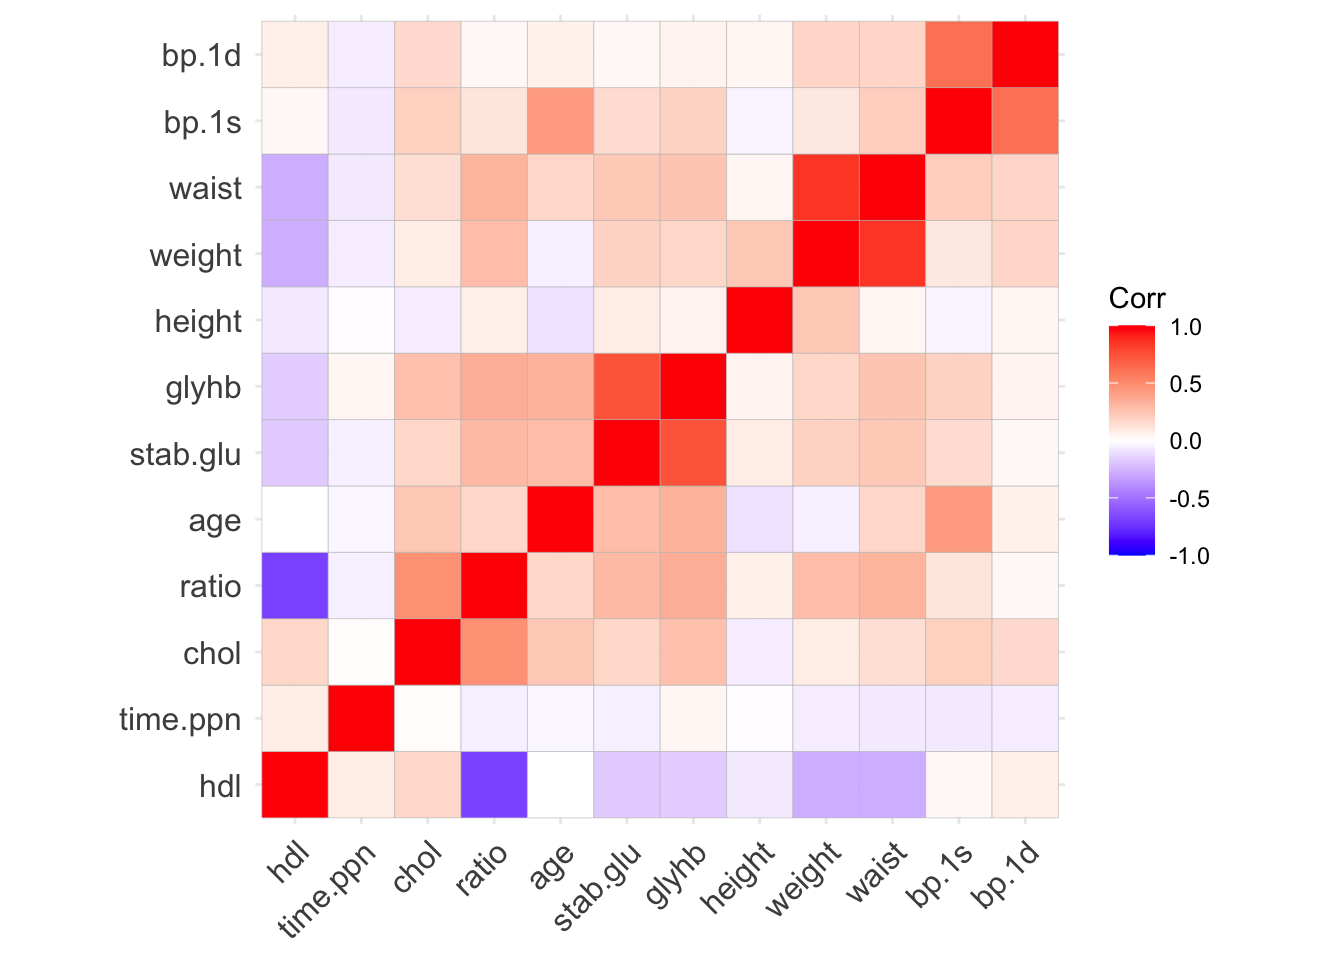 bp.1d
bp.1s
waist
weight
height
glyhb
stab.glu
age
ratio
chol
time.ppn
hdl
hdl
time.ppn
chol
ratio
age
stab.glu
glyhb
height
weight
waist
bp.1s
bp.1d
Corr
1.0
0.5
0.0
-0.5
-1.0